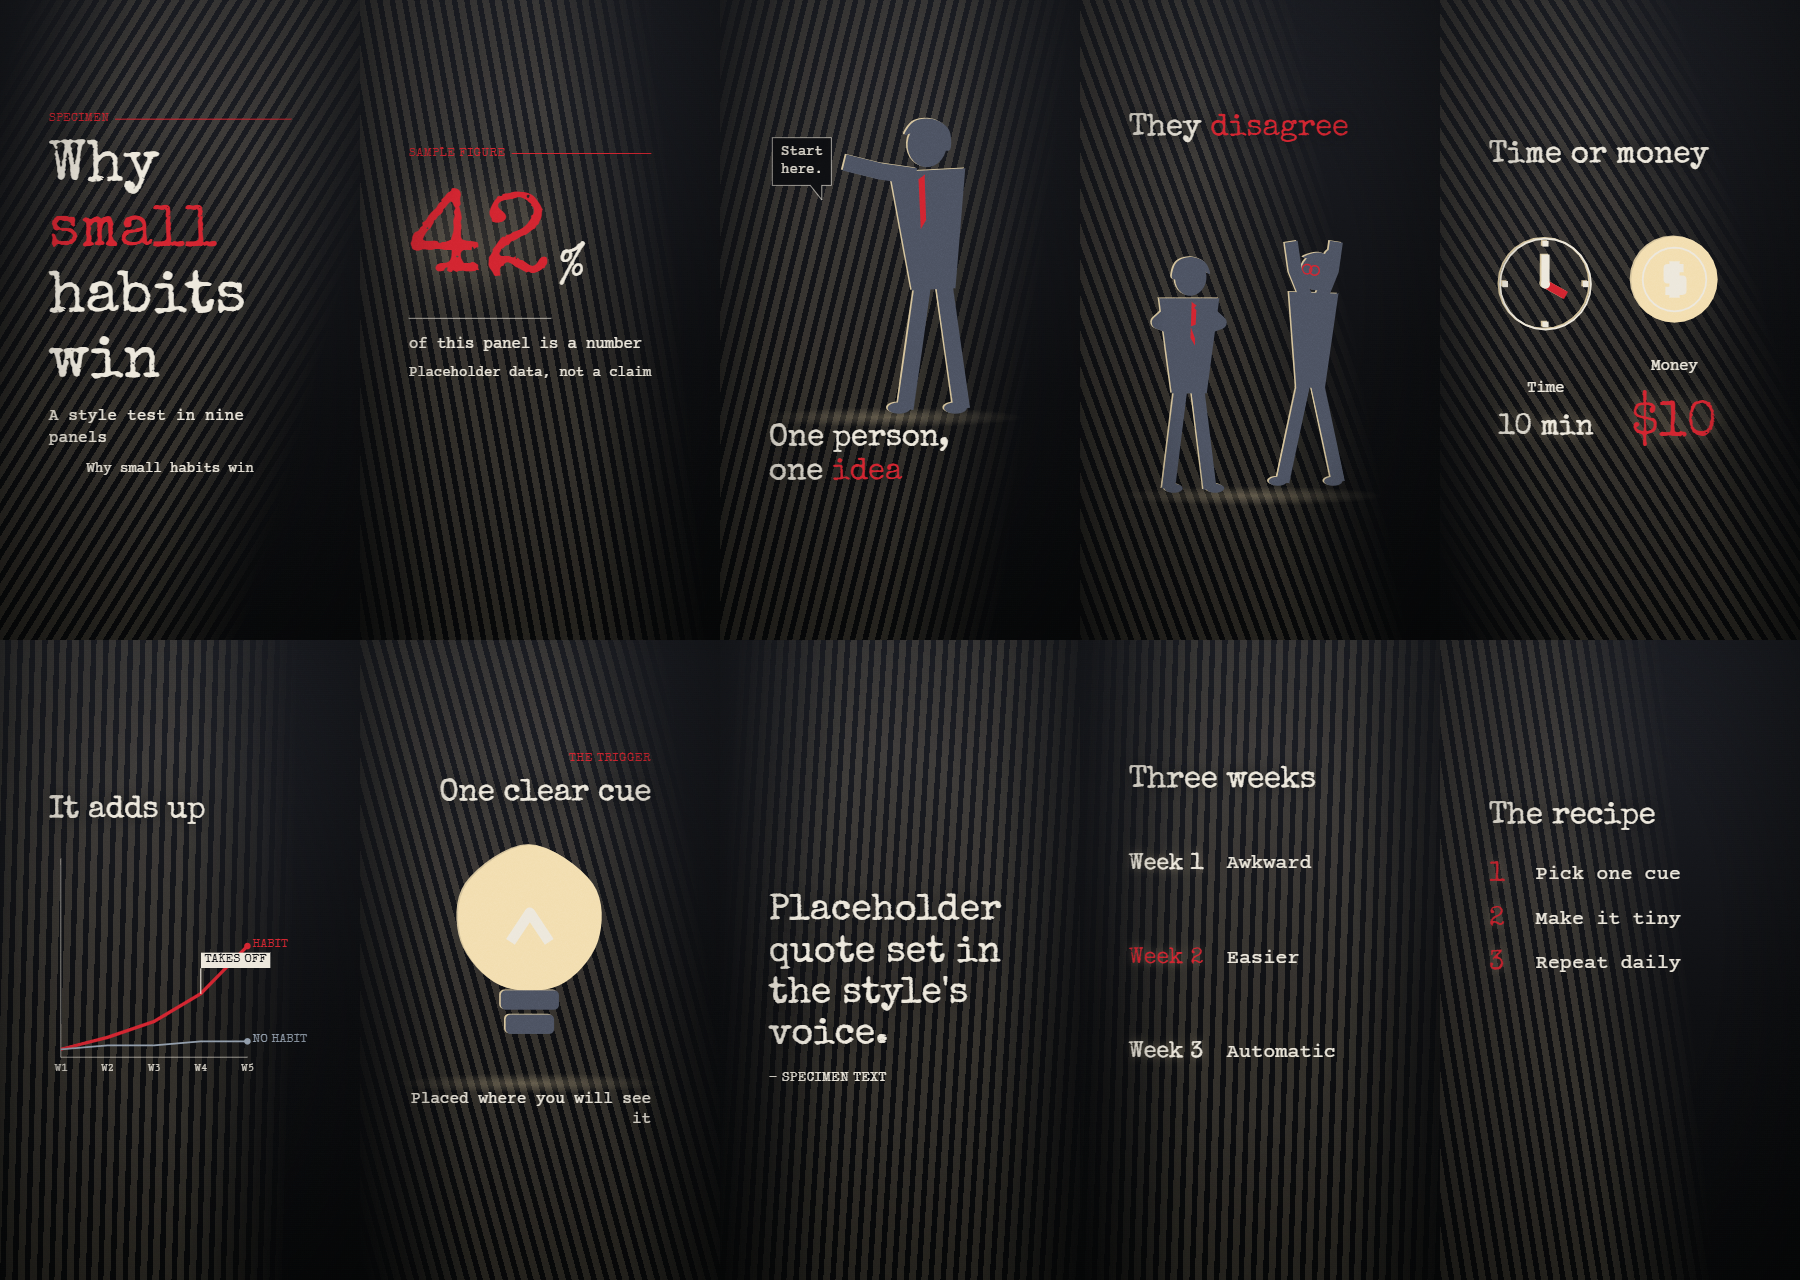 SPECIMEN
Why
small
habits
win
A style test in nine
panels
Why small habits win
SAMPLE FIGURE
42%
of this panel is a number
Placeholder data, not a claim
Start
here.
One person,
one idea
They disagree
Time or money
$
Time
10 min
Money
$10
It adds up
HABIT
TAKES OFF
NO HABIT
W1 W2 W3 W4 W5
THE TRIGGER
One clear cue
Placed where you will see
it
Placeholder
quote set in
the style's
voice.
— SPECIMEN TEXT
Three weeks
Week 1 Awkward
Week 2 Easier
Week 3 Automatic
The recipe
1 Pick one cue
2 Make it tiny
3 Repeat daily